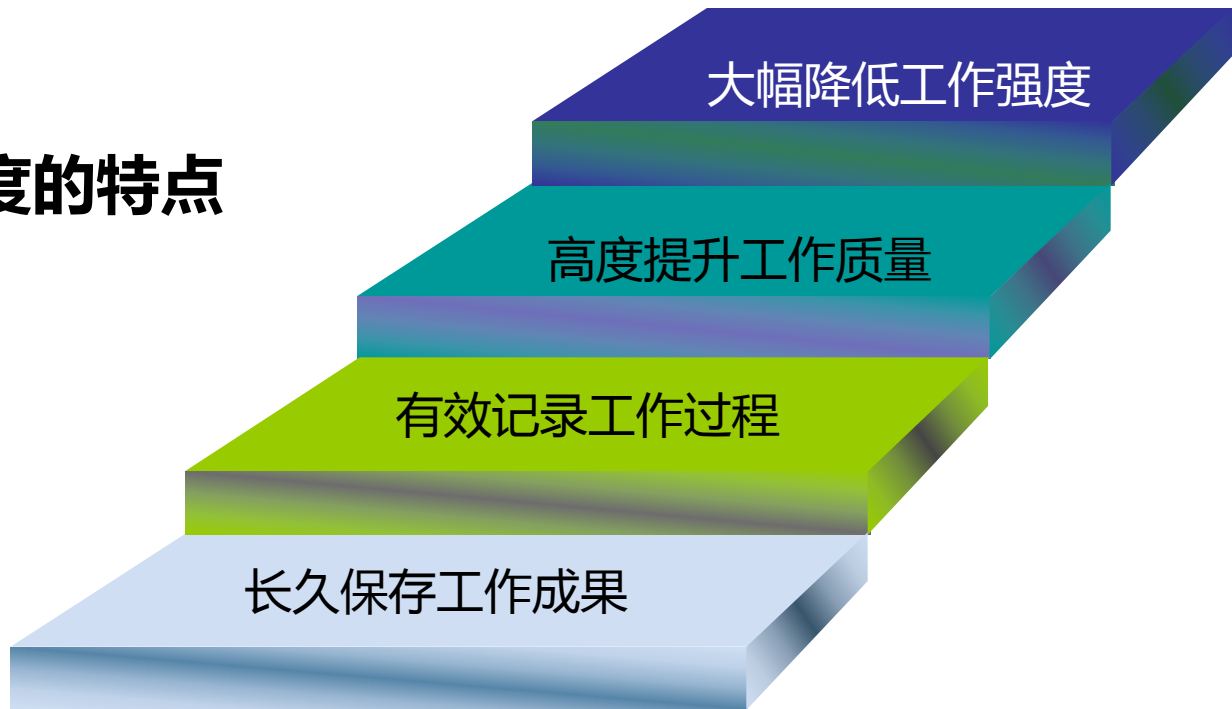 大幅降低工作强度
度的特点
高度提升工作质量
有效记录工作过程
长久保存工作成果